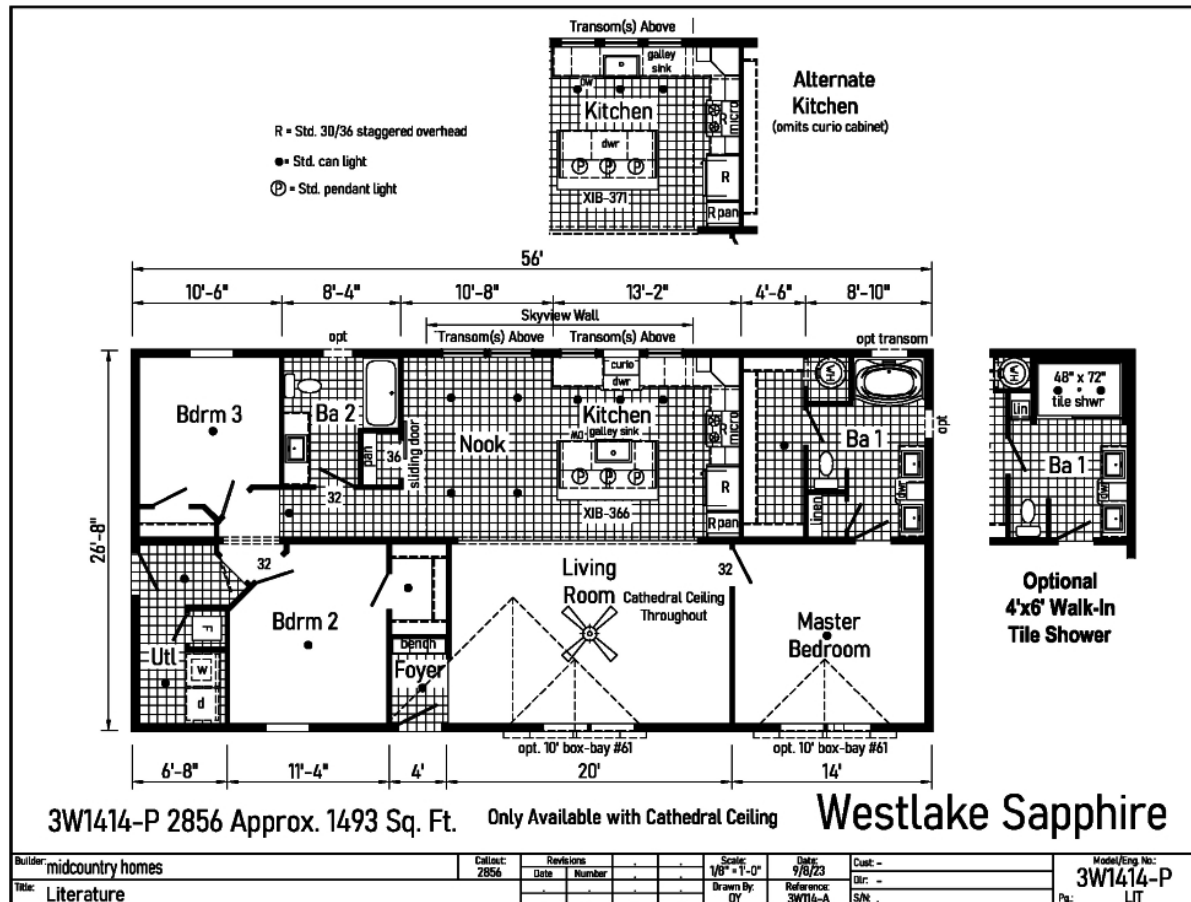 Transom(s) Above
galley
sink
dw
Kitchen
dwr
R
micro
P P P
R
XIB-371
R pan
Alternate
Kitchen
(omits curio cabinet)
R = Std. 30/36 staggered overhead
= Std. can light
P = Std. pendant light
56'
10'-6" 8'-4" 10'-8" 13'-2" 4'-6" 8'-10"
Skyview Wall
opt Transom(s) Above Transom(s) Above opt transom
curio
dwr
WH
Bdrm 3
Ba 2
Nook
Kitchen
galley sink
DW
R
micro
Ba 1
opt
pan
36
sliding door
32
P P P
R
XIB-366
R pan
linen
dwr
26'-8"
WH
48" x 72"
tile shwr
lin
Ba 1
dwr
Optional
4'x6' Walk-In
Tile Shower
32
Bdrm 2
Living
Room
Cathedral Ceiling
Throughout
32
Master
Bedroom
F
Utl
W
d
bench
Foyer
opt. 10' box-bay #61 opt. 10' box-bay #61
6'-8" 11'-4" 4' 20' 14'
3W1414-P 2856 Approx. 1493 Sq. Ft. Only Available with Cathedral Ceiling Westlake Sapphire
Builder: midcountry homes
Callout:
2856
Revisions
Date Number
Scale:
1/8" = 1'-0"
Date:
9/8/23
Cust: -
Model/Eng. No.:
3W1414-P
Title: Literature
Drawn By:
DY
Reference:
3W114-A
Dlr: -
S/N: .
Pg.: LIT